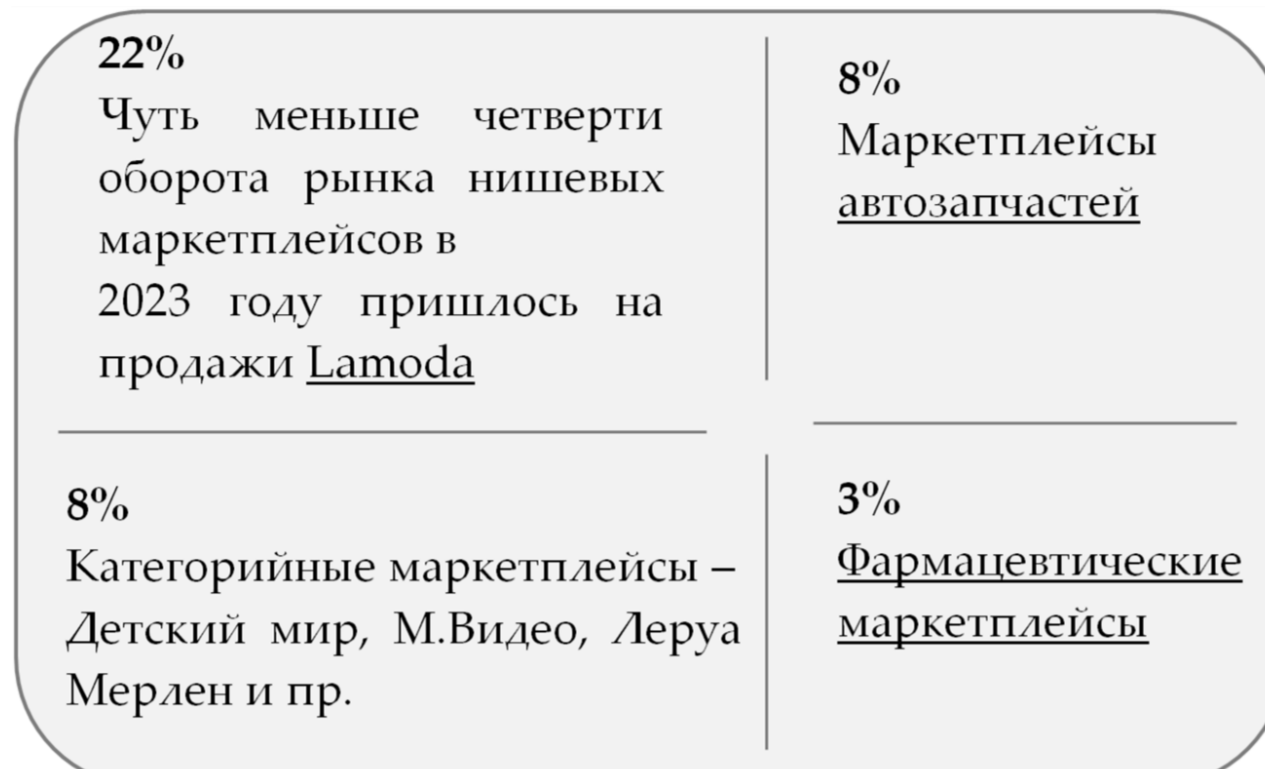 22%
Чуть меньше четверти
оборота рынка нишевых
маркетплейсов в
2023 году пришлось на
продажи Lamoda
8%
Маркетплейсы
автозапчастей
8%
Категорийные маркетплейсы –
Детский мир, М.Видео, Леруа
Мерлен и пр.
3%
Фармацевтические
маркетплейсы